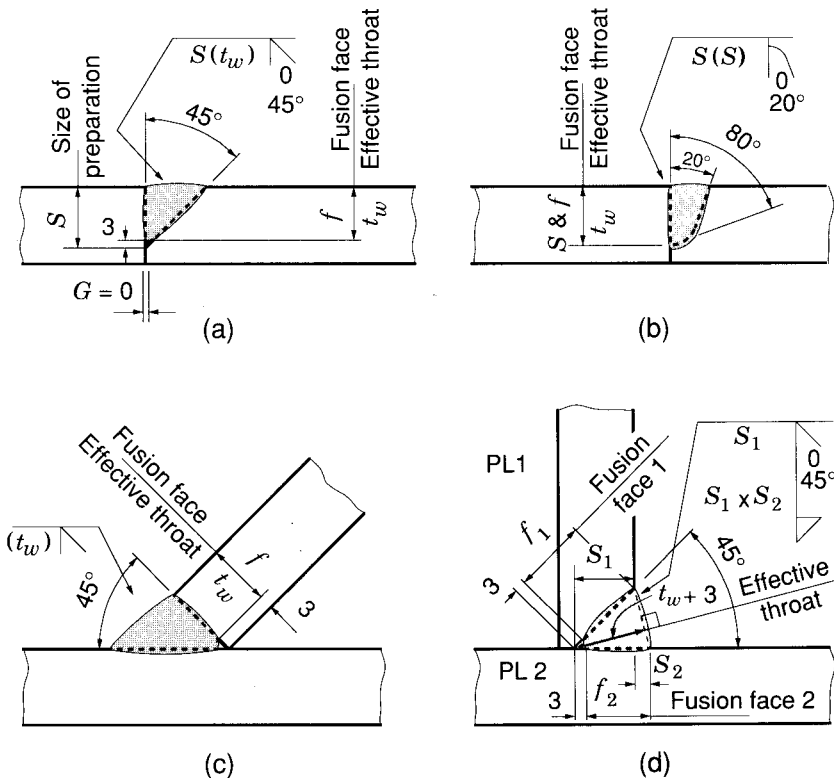 S(t_w)
0
45°
45°
Size of
preparation
Fusion face
Effective throat
S
3
f
t_w
G = 0
(a)
Fusion face
Effective throat
S(S)
0
20°
80°
20°
S & f
t_w
(b)
Fusion face
Effective throat
(t_w)
45°
f
t_w
3
(c)
PL1
Fusion
face 1
S_1
0
45°
S_1 x S_2
f_1
S_1
3
45°
t_w + 3
Effective
throat
PL 2
S_2
3
f_2
Fusion face 2
(d)